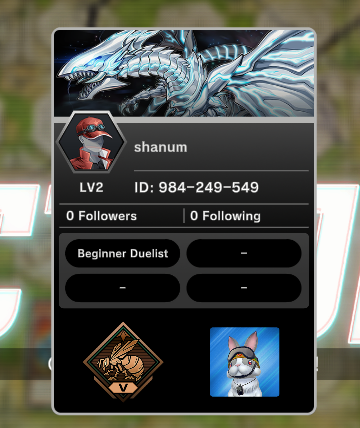 shanum
LV2
ID: 984-249-549
0 Followers
0 Following
Beginner Duelist
–
–
–
V